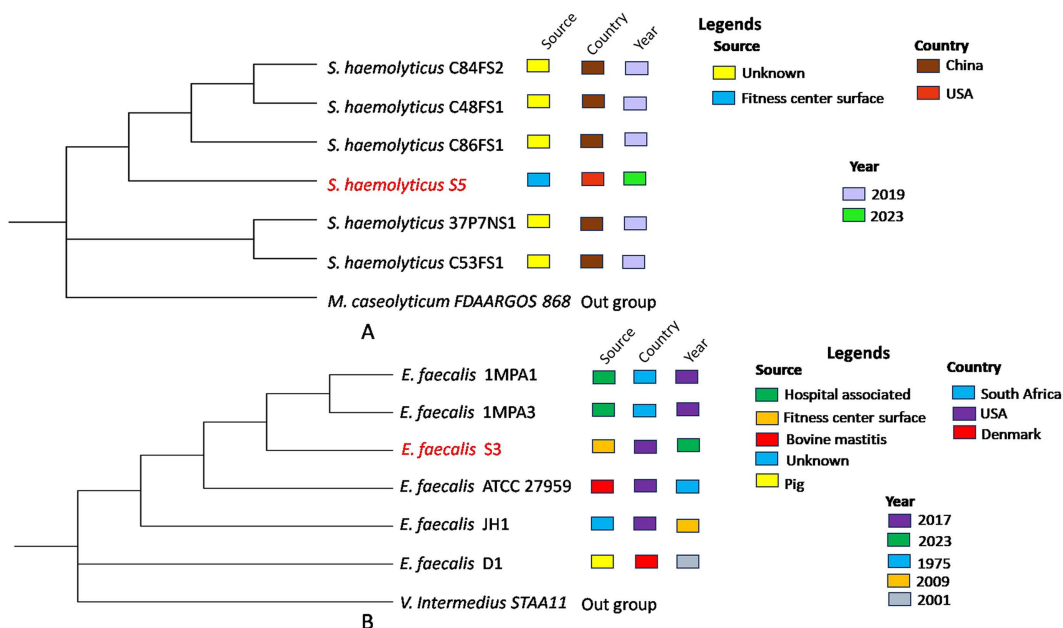 Source Country Year
S. haemolyticus C84FS2
S. haemolyticus C48FS1
S. haemolyticus C86FS1
S. haemolyticus S5
S. haemolyticus 37P7NS1
S. haemolyticus C53FS1
M. caseolyticum FDAARGOS 868 Out group
A
Legends
Source
Unknown
Fitness center surface
Country
China
USA
Year
2019
2023
Source Country Year
E. faecalis 1MPA1
E. faecalis 1MPA3
E. faecalis S3
E. faecalis ATCC 27959
E. faecalis JH1
E. faecalis D1
V. Intermedius STAA11 Out group
B
Legends
Source
Hospital associated
Fitness center surface
Bovine mastitis
Unknown
Pig
Country
South Africa
USA
Denmark
Year
2017
2023
1975
2009
2001